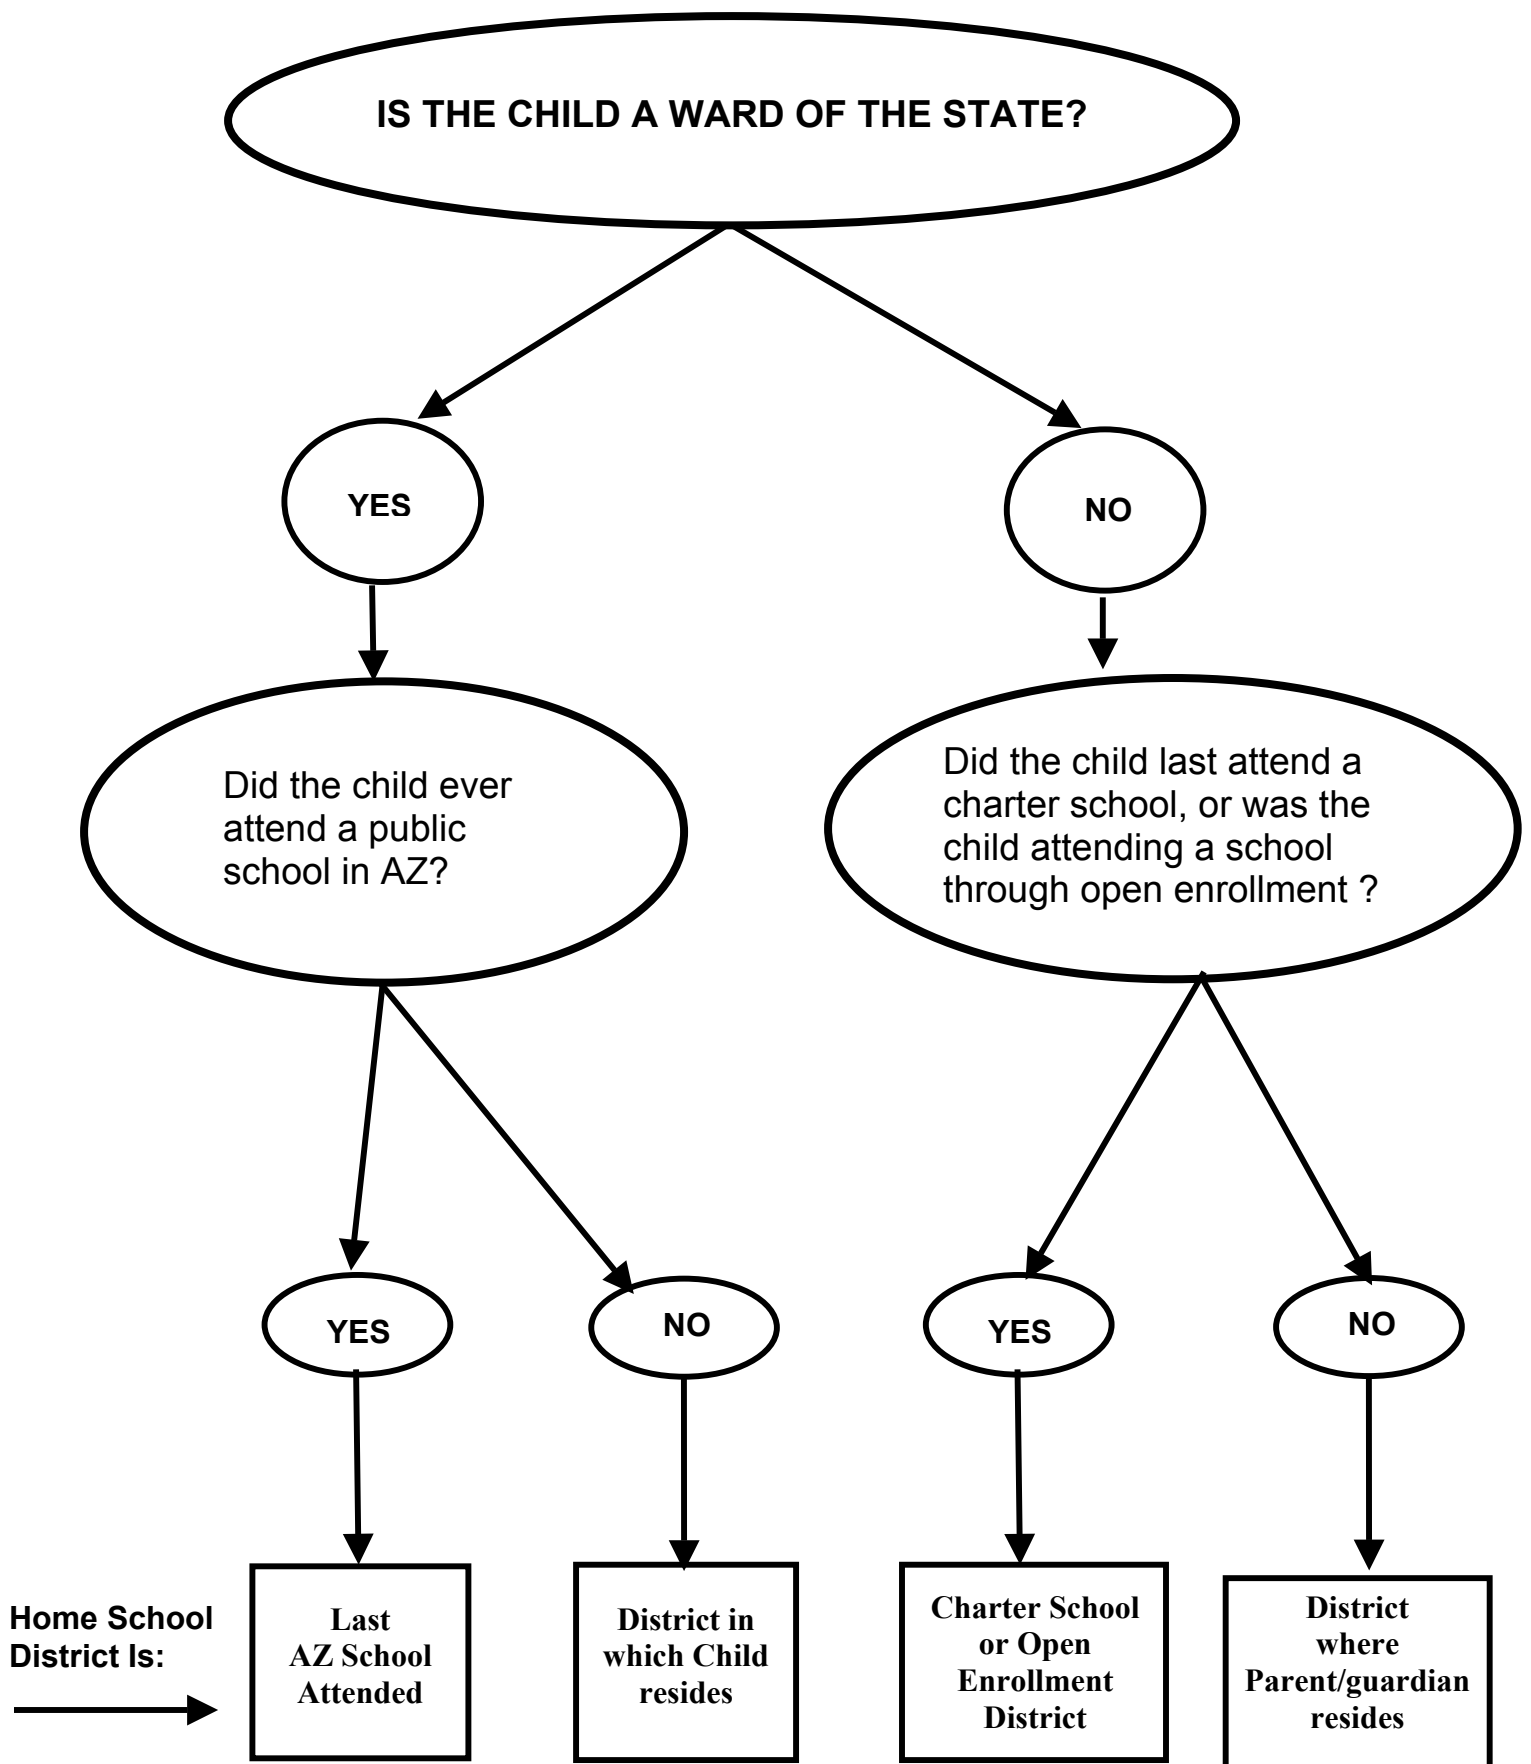 IS THE CHILD A WARD OF THE STATE?
YES
NO
Did the child ever
attend a public
school in AZ?
Did the child last attend a
charter school, or was the
child attending a school
through open enrollment ?
YES
NO
YES
NO
Home School
District Is:
Last
AZ School
Attended
District in
which Child
resides
Charter School
or Open
Enrollment
District
District
where
Parent/guardian
resides